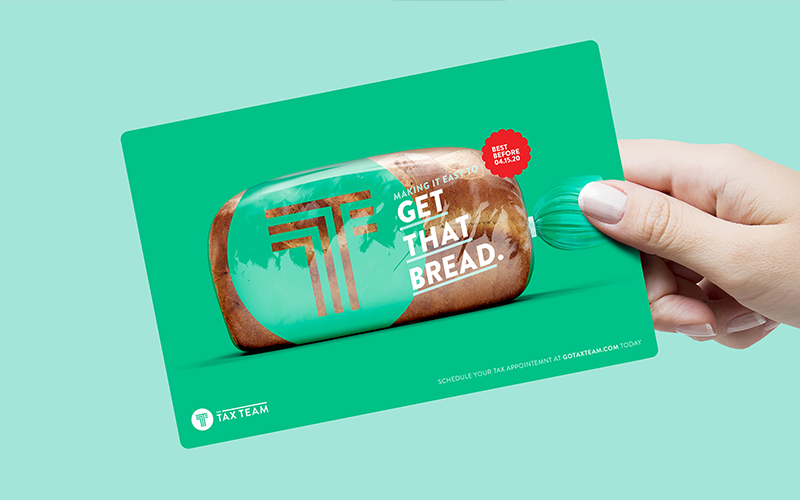 BEST
BEFORE
04.15.20
MAKING IT EASY TO
GET
THAT
BREAD.
SCHEDULE YOUR TAX APPOINTEMNT AT GOTAXTEAM.COM TODAY
THE
TAX TEAM